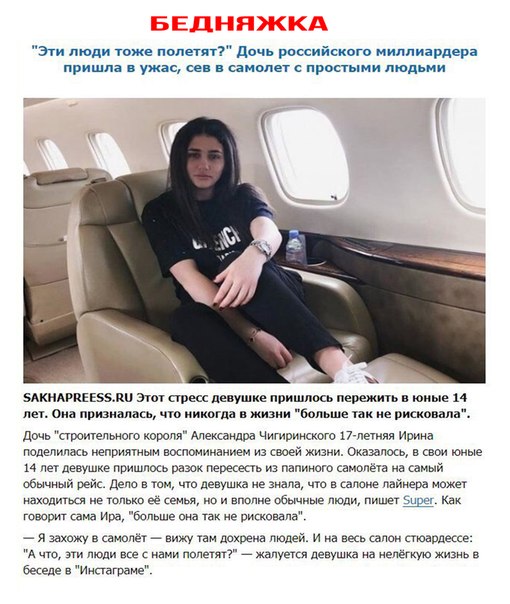 БЕДНЯЖКА
"Эти люди тоже полетят?" Дочь российского миллиардера
пришла в ужас, сев в самолет с простыми людьми
SAKHAPREESS.RU Этот стресс девушке пришлось пережить в юные 14
лет. Она призналась, что никогда в жизни "больше так не рисковала".
Дочь "строительного короля" Александра Чигиринского 17-летняя Ирина
поделилась неприятным воспоминанием из своей жизни. Оказалось, в свои юные
14 лет девушке пришлось разок пересесть из папиного самолёта на самый
обычный рейс. Дело в том, что девушка не знала, что в салоне лайнера может
находиться не только её семья, но и вполне обычные люди, пишет Super. Как
говорит сама Ира, "больше она так не рисковала".
— Я захожу в самолёт — вижу там дохрена людей. И на весь салон стюардессе:
"А что, эти люди все с нами полетят?" — жалуется девушка на нелёгкую жизнь в
беседе в "Инстаграме".